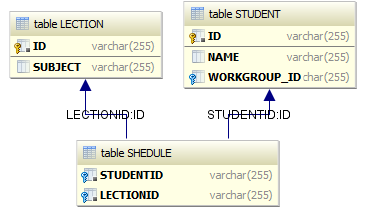 table LECTION
ID varchar(255)
SUBJECT varchar(255)
table STUDENT
ID varchar(255)
NAME varchar(255)
WORKGROUP_ID char(255)
LECTIONID:ID
STUDENTID:ID
table SHEDULE
STUDENTID varchar(255)
LECTIONID varchar(255)